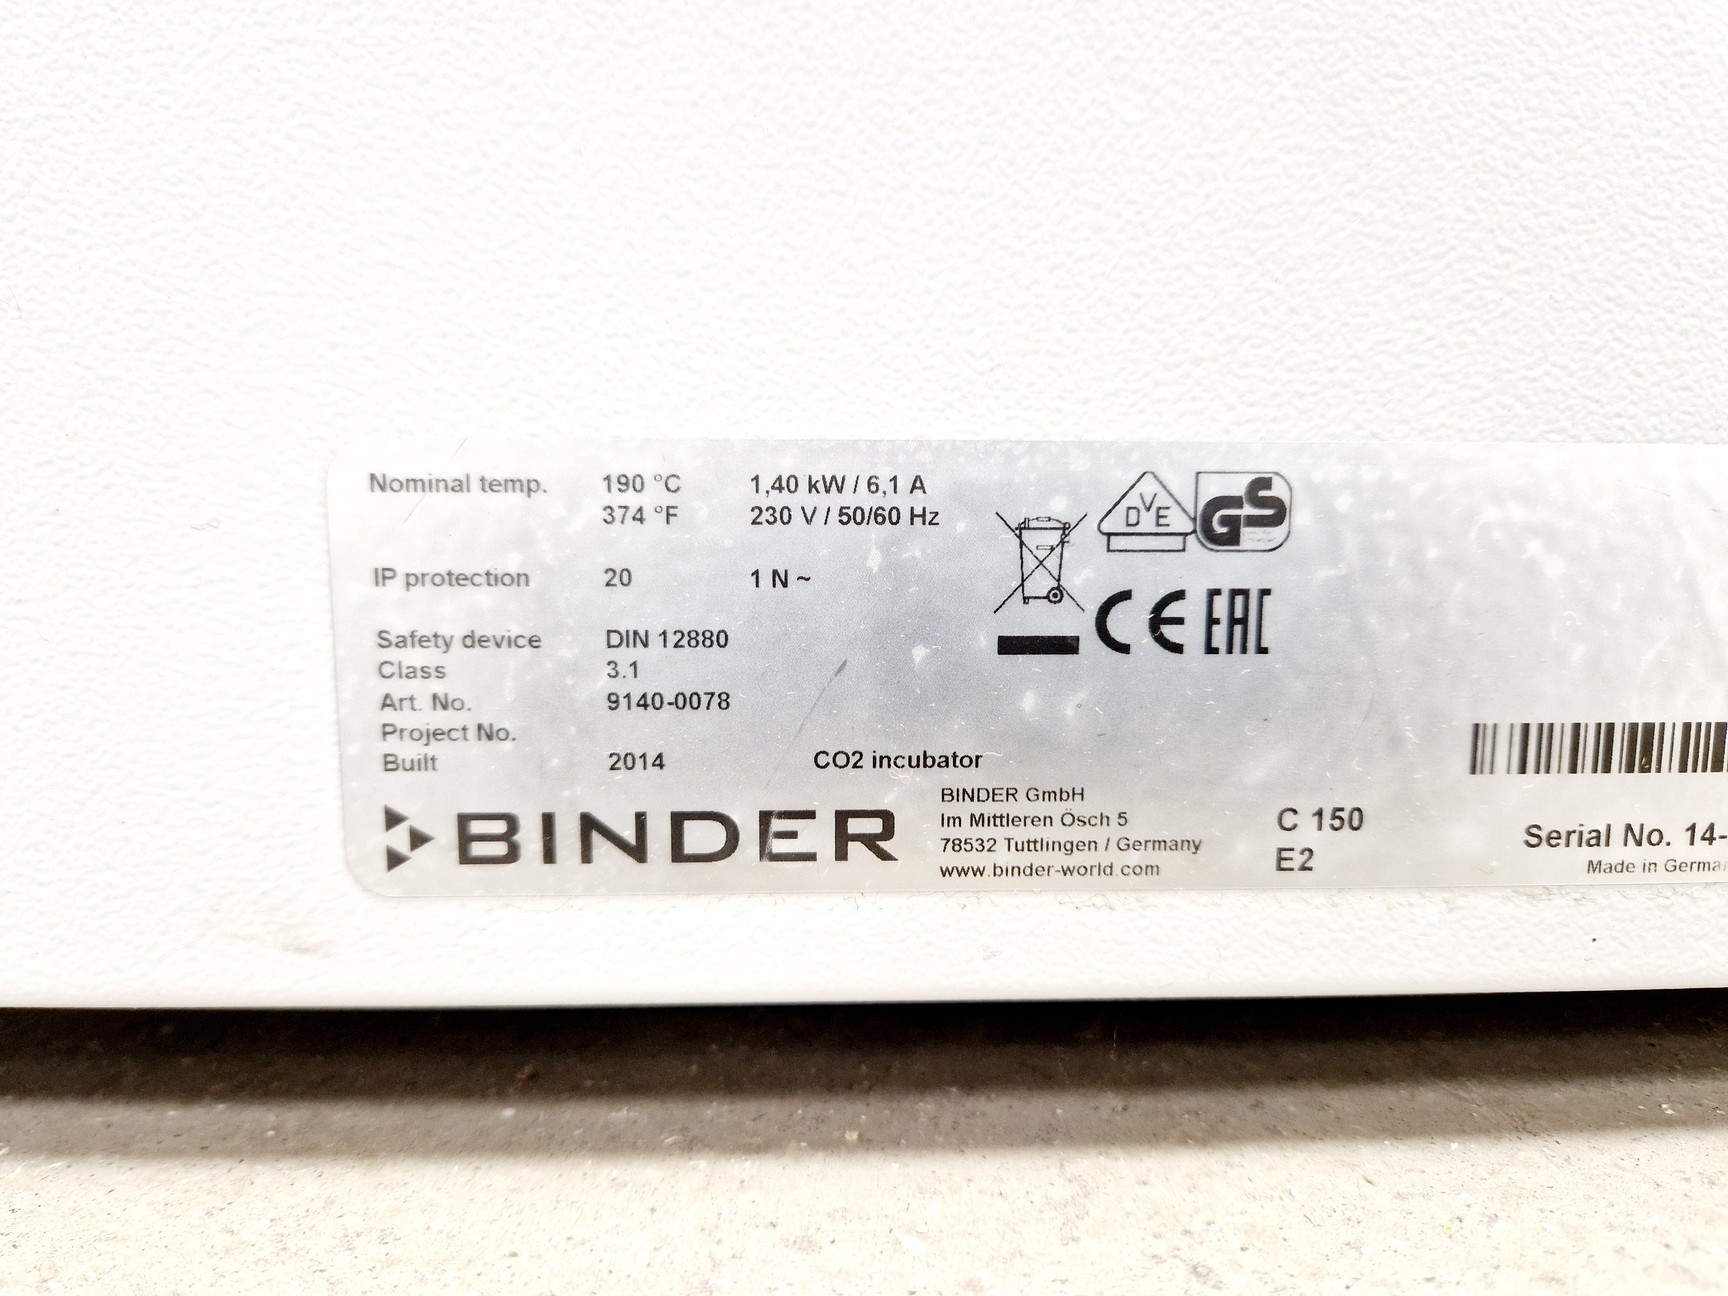 Nominal temp. 190 °C 1,40 kW / 6,1 A
374 °F 230 V / 50/60 Hz
IP protection 20 1 N ~
Safety device DIN 12880
Class 3.1
Art. No. 9140-0078
Project No.
Built 2014 CO2 incubator
DVE
GS
CE EAC
BINDER
BINDER GmbH
Im Mittleren Ösch 5
78532 Tuttlingen / Germany
www.binder-world.com
C 150
E2
Serial No. 14-
Made in Germa